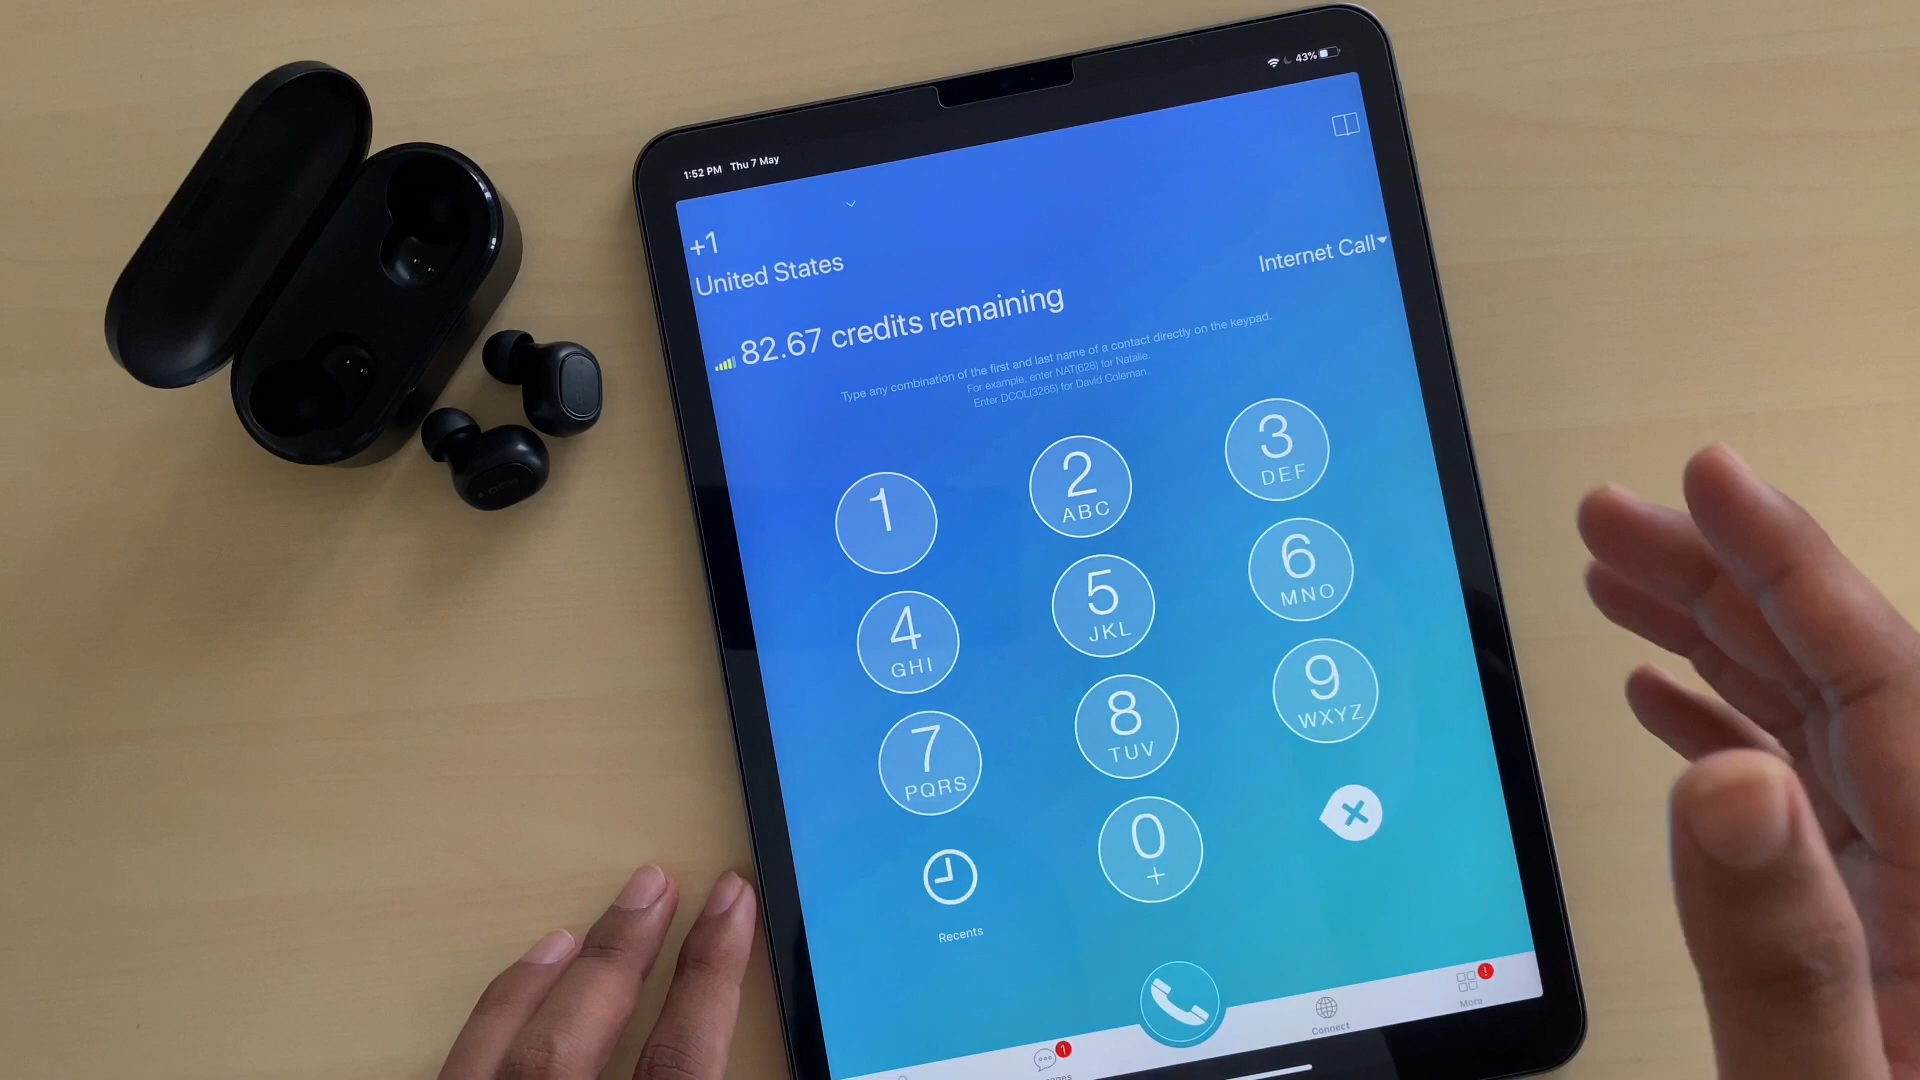 1:52 PM Thu 7 May
43%
+1
United States
Internet Call
82.67 credits remaining
Type any combination of the first and last name of a contact directly on the keypad.
For example, enter NAT(628) for Natalie.
Enter DCOL(3265) for David Coleman.
1
2
ABC
3
DEF
4
GHI
5
JKL
6
MNO
7
PQRS
8
TUV
9
WXYZ
0
+
Recents
1
Connect
!
More